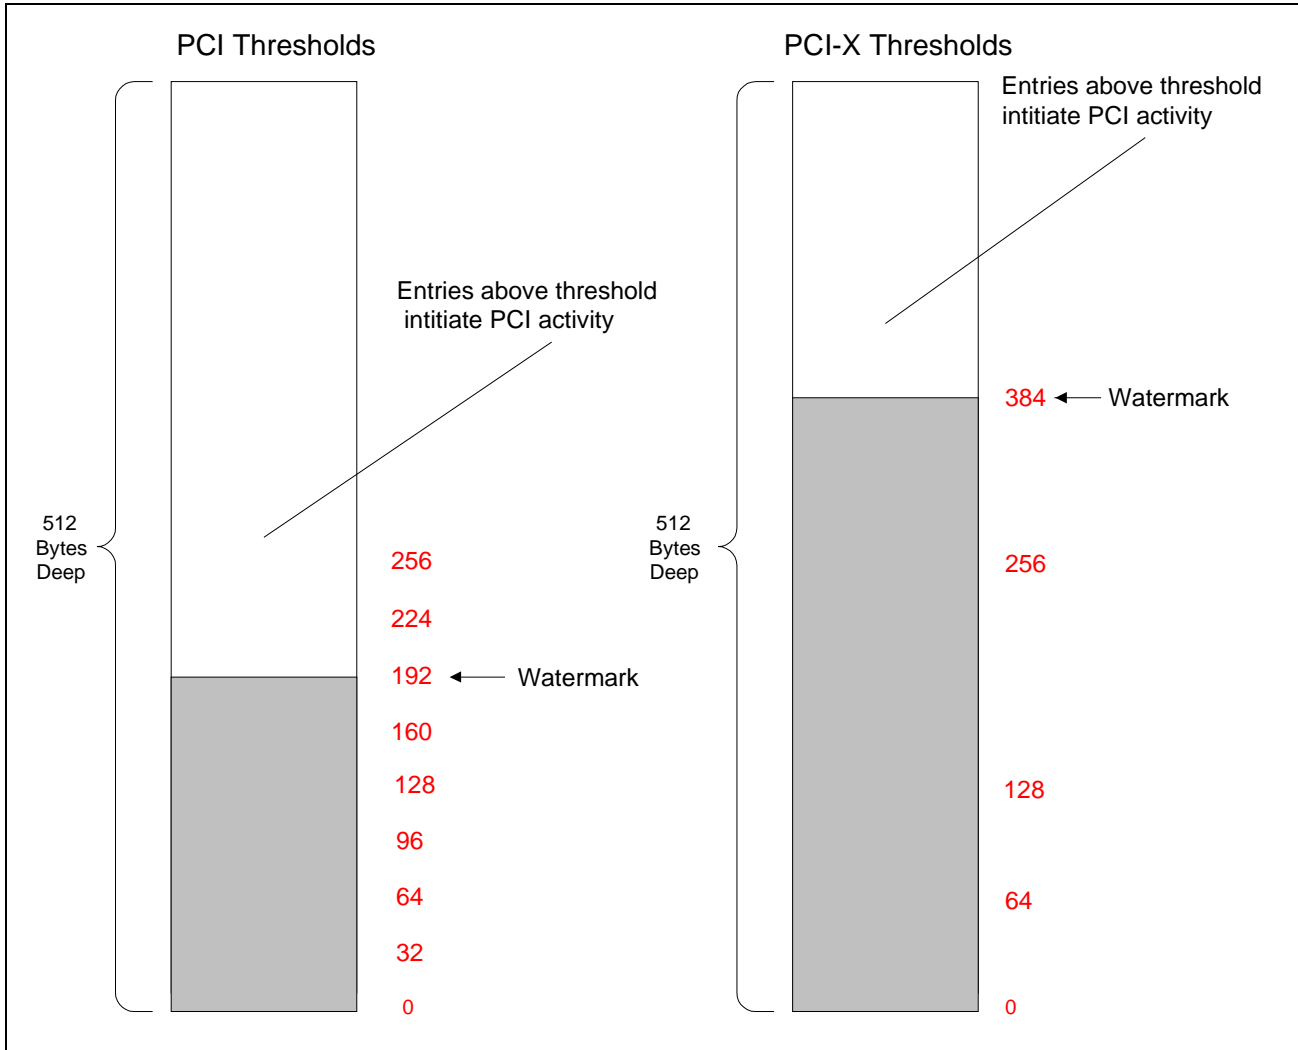 PCI Thresholds
Entries above threshold
intitiate PCI activity
512
Bytes
Deep
256
224
192
Watermark
160
128
96
64
32
0
PCI-X Thresholds
Entries above threshold
intitiate PCI activity
384
Watermark
512
Bytes
Deep
256
128
64
0